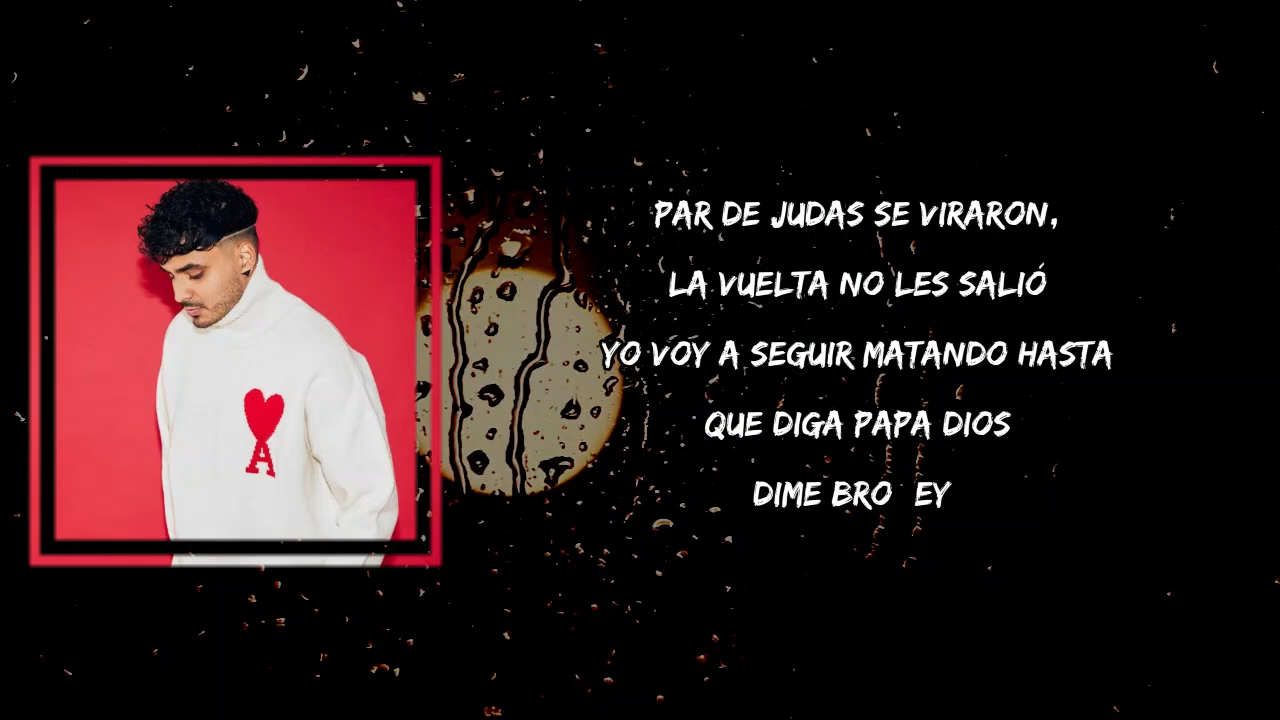 PAR DE JUDAS SE VIRARON,
LA VUELTA NO LES SALIÓ
YO VOY A SEGUIR MATANDO HASTA
QUE DIGA PAPA DIOS
DIME BRO EY
A